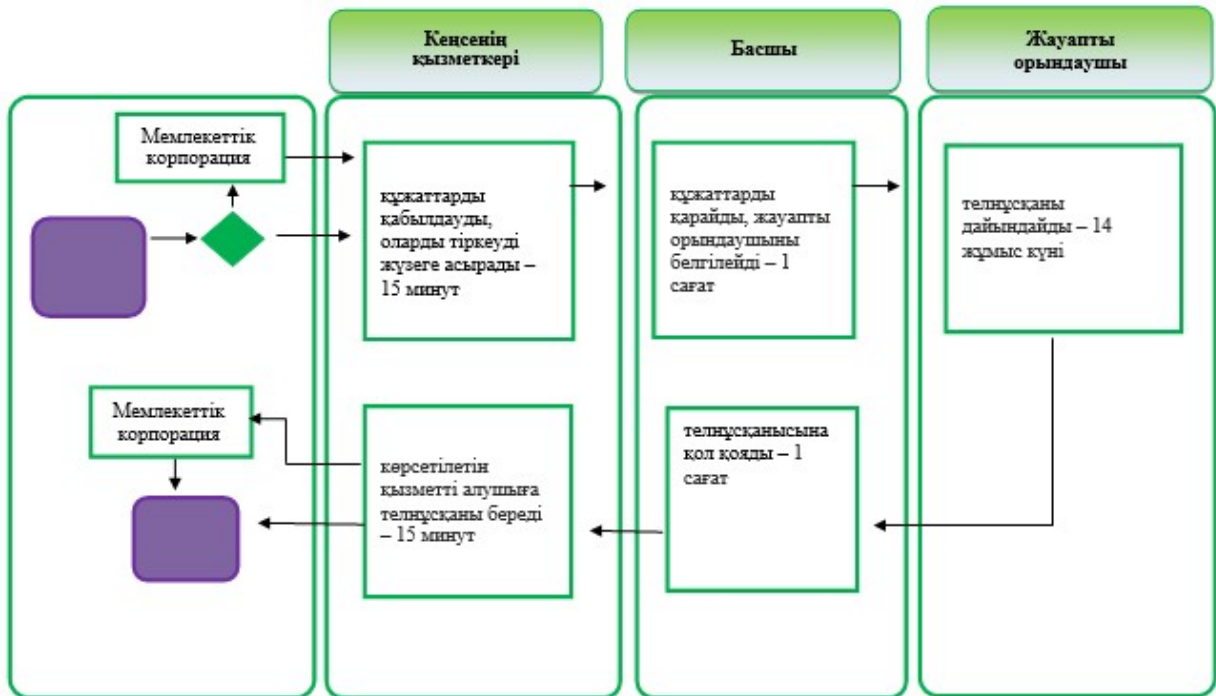 Кеңсенің
қызметкері
Басшы
Жауапты
орындаушы
Мемлекеттік
корпорация
құжаттарды
қабылдауды,
оларды тіркеуді
жүзеге асырады –
15 минут
құжаттарды
қарайды, жауапты
орындаушыны
белгілейді – 1
сағат
телнұсқаны
дайындайды – 14
жұмыс күні
Мемлекеттік
корпорация
көрсетілетін
қызметті алушыға
телнұсқаны береді
– 15 минут
телнұсқанысына
қол қояды – 1
сағат